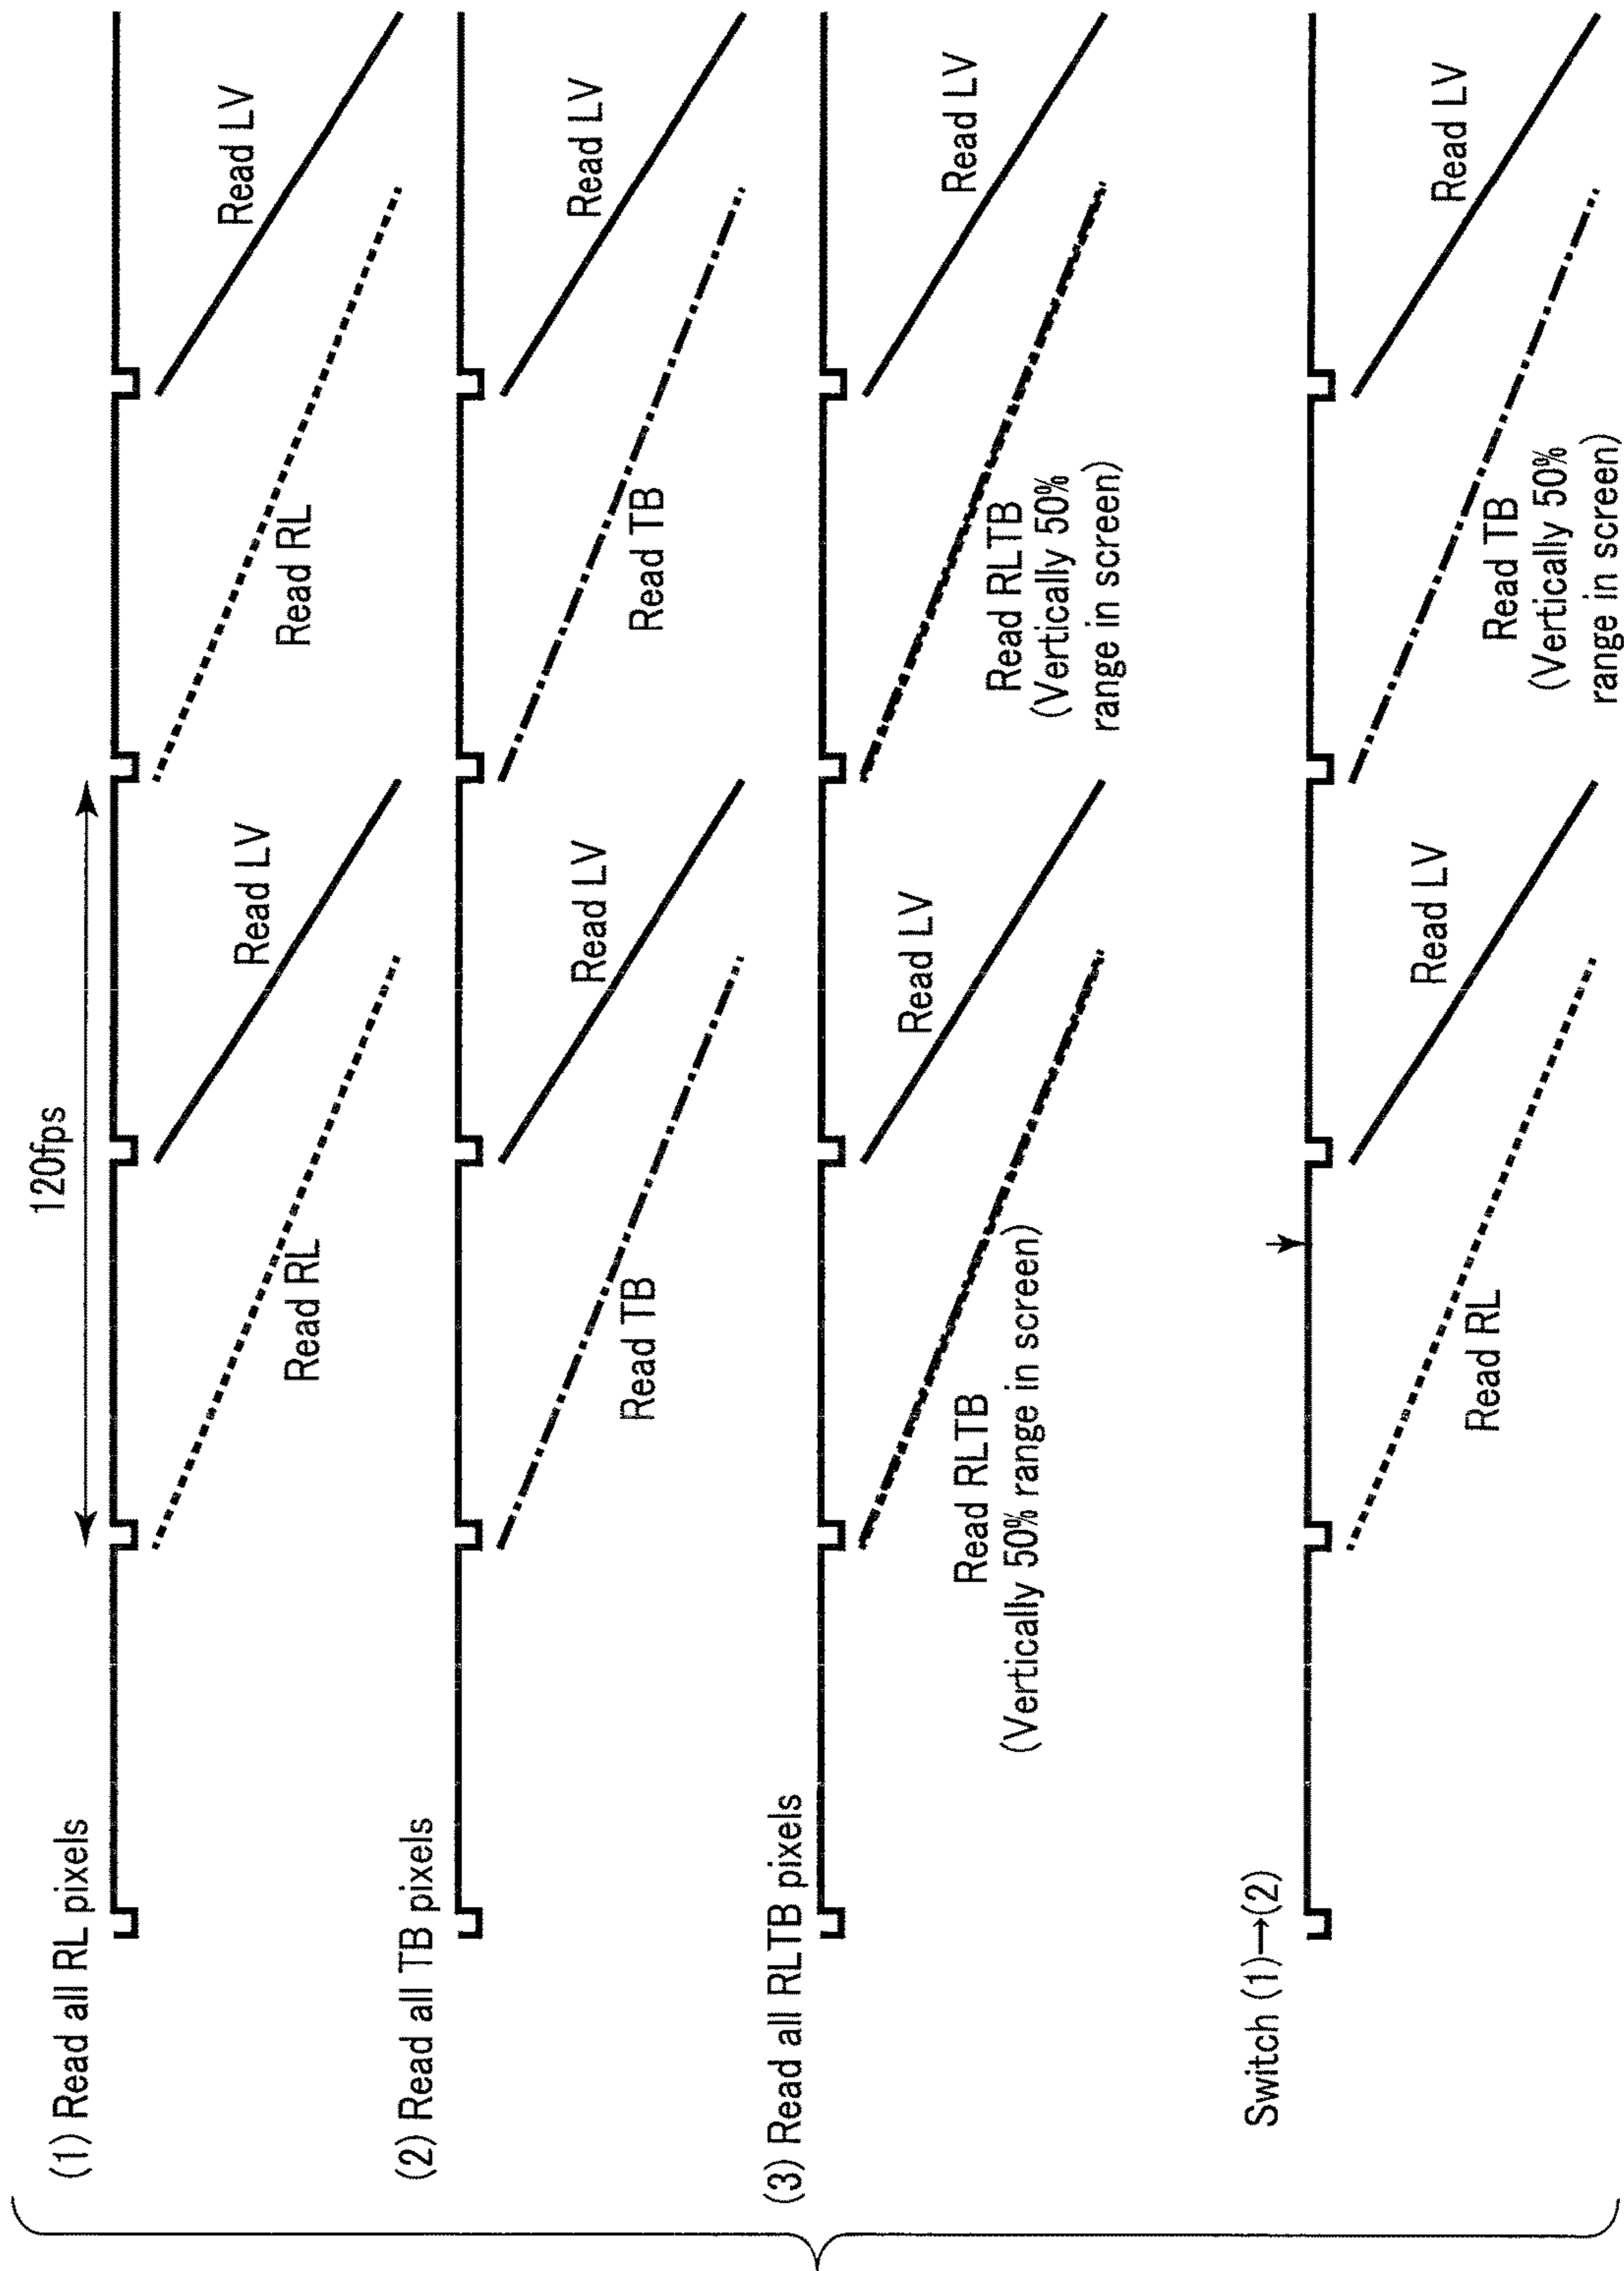 120fps
(1) Read all RL pixels
Read RL
Read LV
Read RL
Read LV
(2) Read all TB pixels
Read TB
Read LV
Read TB
Read LV
(3) Read all RLTB pixels
Read RLTB
(Vertically 50% range in screen)
Read LV
Read RLTB
(Vertically 50%
range in screen)
Read LV
Switch (1)→(2)
Read RL
Read LV
Read TB
(Vertically 50%
range in screen)
Read LV